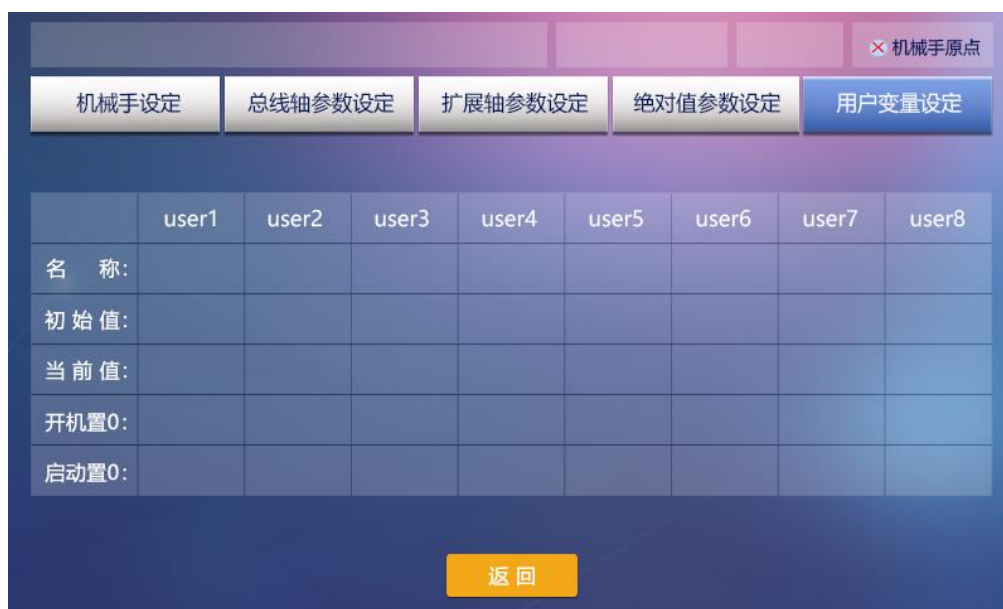 机械手原点
机械手设定 总线轴参数设定 扩展轴参数设定 绝对值参数设定 用户变量设定
user1 user2 user3 user4 user5 user6 user7 user8
名 称:
初始值:
当前值:
开机置0:
启动置0:
返回